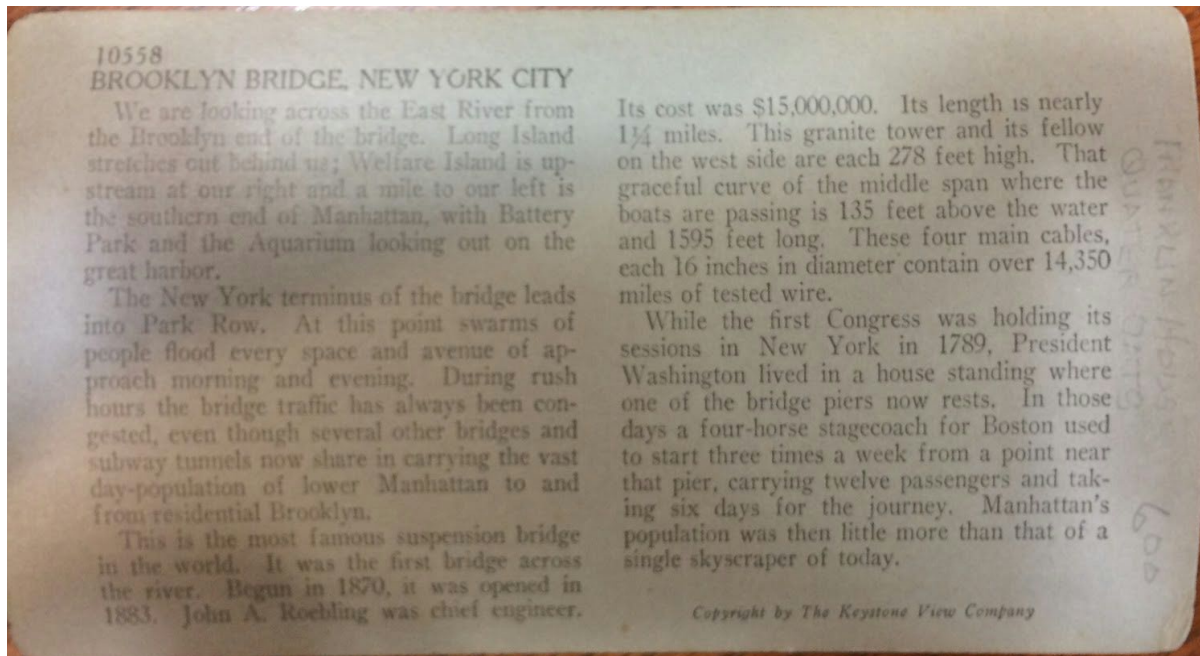 10558
BROOKLYN BRIDGE, NEW YORK CITY
We are looking across the East River from
the Brooklyn end of the bridge. Long Island
stretches out behind us; Welfare Island is up-
stream at our right and a mile to our left is
the southern end of Manhattan, with Battery
Park and the Aquarium looking out on the
great harbor.
The New York terminus of the bridge leads
into Park Row. At this point swarms of
people flood every space and avenue of ap-
proach morning and evening. During rush
hours the bridge traffic has always been con-
gested, even though several other bridges and
subway tunnels now share in carrying the vast
day-population of lower Manhattan to and
from residential Brooklyn.
This is the most famous suspension bridge
in the world. It was the first bridge across
the river. Begun in 1870, it was opened in
1883. John A. Roebling was chief engineer.
Its cost was $15,000,000. Its length is nearly
1¼ miles. This granite tower and its fellow
on the west side are each 278 feet high. That
graceful curve of the middle span where the
boats are passing is 135 feet above the water
and 1595 feet long. These four main cables,
each 16 inches in diameter contain over 14,350
miles of tested wire.
While the first Congress was holding its
sessions in New York in 1789, President
Washington lived in a house standing where
one of the bridge piers now rests. In those
days a four-horse stagecoach for Boston used
to start three times a week from a point near
that pier, carrying twelve passengers and tak-
ing six days for the journey. Manhattan's
population was then little more than that of a
single skyscraper of today.
Copyright by The Keystone View Company
600